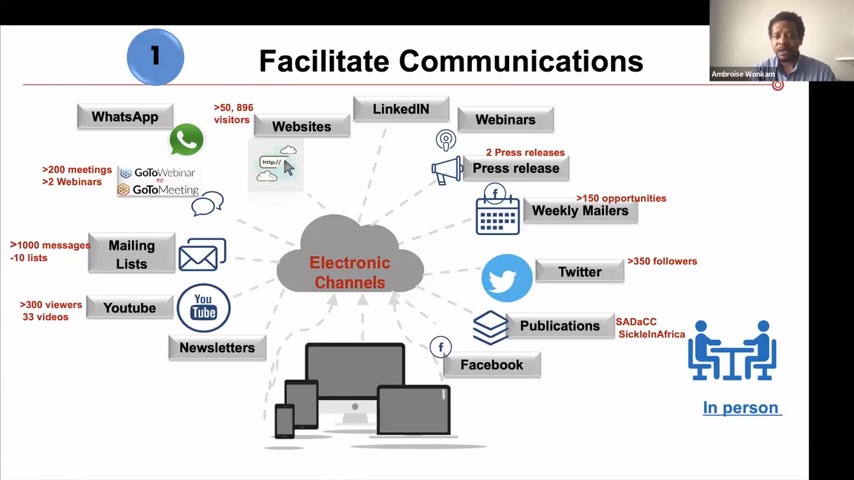 1
Facilitate Communications
Ambroise Wonkam
WhatsApp
>50, 896
visitors
Websites
LinkedIN
Webinars
http://
>200 meetings
>2 Webinars
GoToWebinar
GoToMeeting
2 Press releases
Press release
>150 opportunities
Weekly Mailers
>1000 messages
-10 lists
Mailing
Lists
Electronic
Channels
Twitter
>350 followers
>300 viewers
33 videos
Youtube
You
Tube
Publications
SADaCC
SickleInAfrica
Newsletters
f
Facebook
f
In person